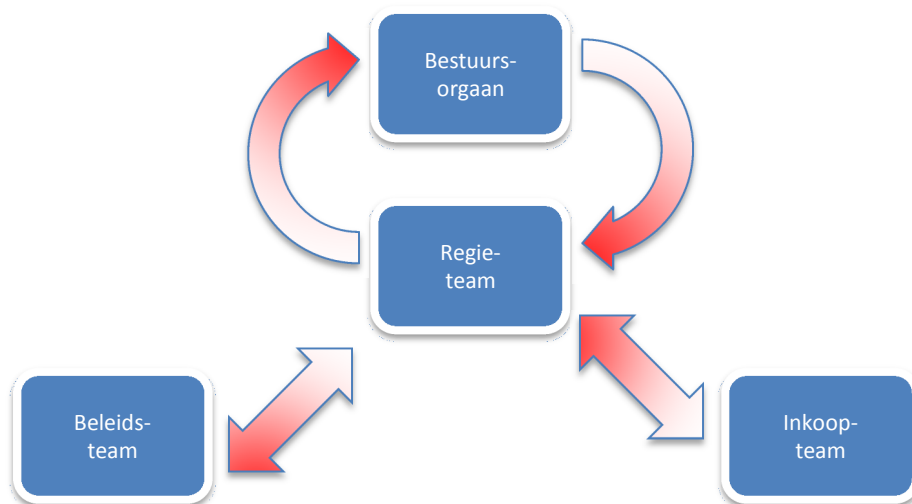 Bestuurs-
orgaan
Regie-
team
Beleids-
team
Inkoop-
team